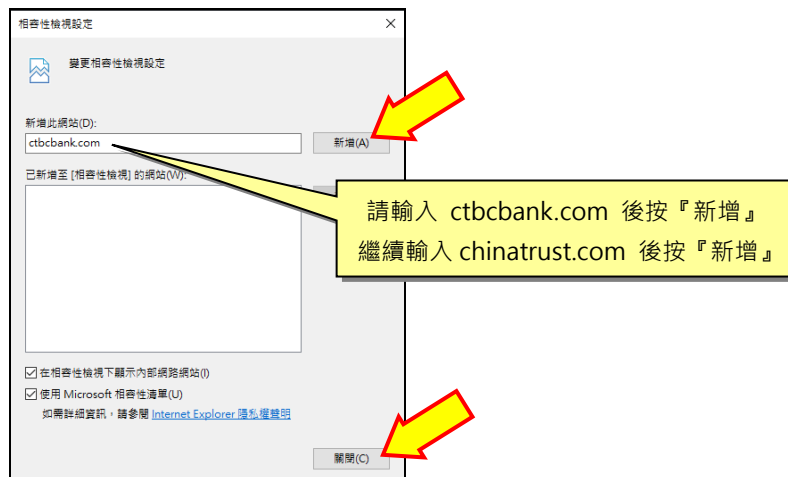 相容性檢視設定
變更相容性檢視設定
新增此網站(D):
ctbcbank.com
新增(A)
已新增至 [相容性檢視] 的網站(W):
請輸入 ctbcbank.com 後按『新增』
繼續輸入 chinatrust.com 後按『新增』
在相容性檢視下顯示內部網路網站(I)
使用 Microsoft 相容性清單(U)
如需詳細資訊，請參閱 Internet Explorer 隱私權聲明
關閉(C)